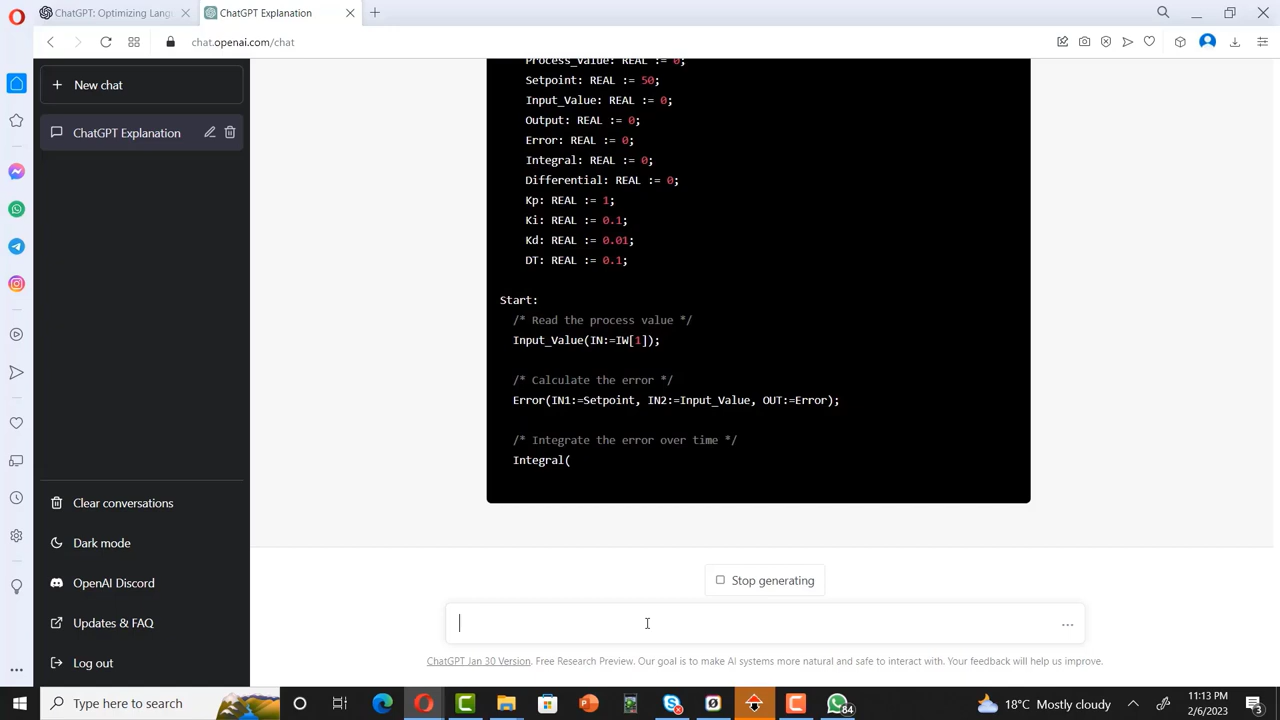 ChatGPT: Optimizing Lang
ChatGPT Explanation
chat.openai.com/chat
New chat
ChatGPT Explanation
Process_Value: REAL := 0;
Setpoint: REAL := 50;
Input_Value: REAL := 0;
Output: REAL := 0;
Error: REAL := 0;
Integral: REAL := 0;
Differential: REAL := 0;
Kp: REAL := 1;
Ki: REAL := 0.1;
Kd: REAL := 0.01;
DT: REAL := 0.1;
Start:
/* Read the process value */
Input_Value(IN:=IW[1]);
/* Calculate the error */
Error(IN1:=Setpoint, IN2:=Input_Value, OUT:=Error);
/* Integrate the error over time */
Integral(
Clear conversations
Dark mode
OpenAI Discord
Updates & FAQ
Log out
Stop generating
ChatGPT Jan 30 Version. Free Research Preview. Our goal is to make AI systems more natural and safe to interact with. Your feedback will help us improve.
Type here to search
84
18°C Mostly cloudy
11:13 PM
2/6/2023
3